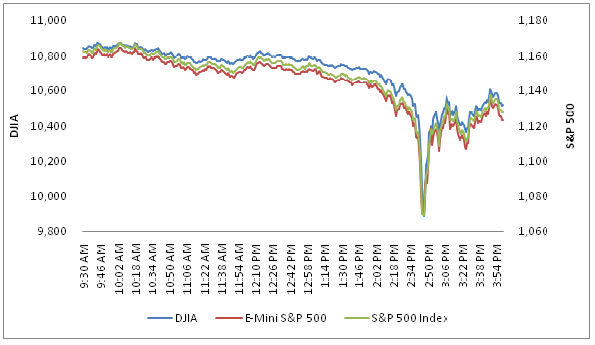 11,000
10,800
10,600
10,400
10,200
10,000
9,800
DJIA
1,180
1,160
1,140
1,120
1,100
1,080
1,060
S&P 500
9:30 AM
9:46 AM
10:02 AM
10:18 AM
10:34 AM
10:50 AM
11:06 AM
11:22 AM
11:38 AM
11:54 AM
12:10 PM
12:26 PM
12:42 PM
12:58 PM
1:14 PM
1:30 PM
1:46 PM
2:02 PM
2:18 PM
2:34 PM
2:50 PM
3:06 PM
3:22 PM
3:38 PM
3:54 PM
DJIA E-Mini S&P 500 S&P 500 Index